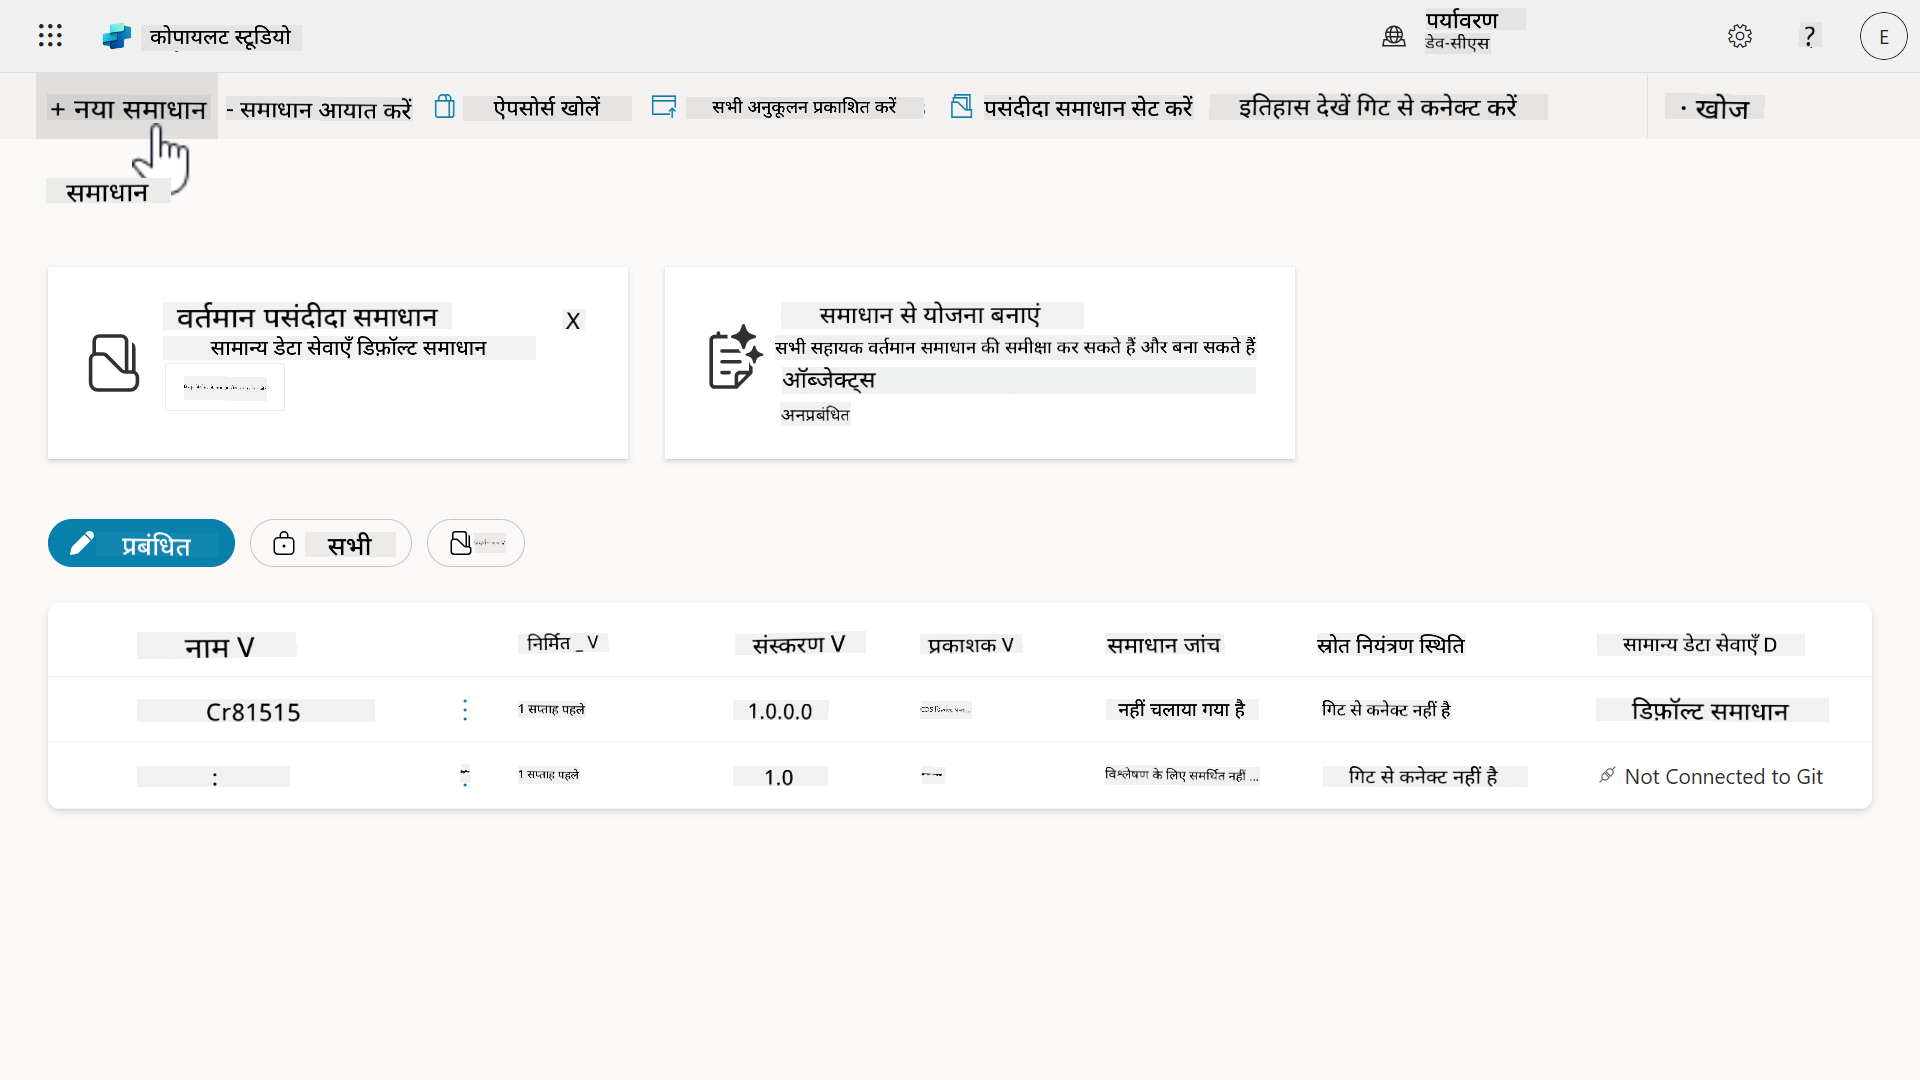 कोपायलट स्टूडियो
पर्यावरण
डेव-सीएस
?
E
+ नया समाधान
- समाधान आयात करें
ऐपसोर्स खोलें
सभी अनुकूलन प्रकाशित करें
पसंदीदा समाधान सेट करें
इतिहास देखें गिट से कनेक्ट करें
· खोज
समाधान
वर्तमान पसंदीदा समाधान
X
सामान्य डेटा सेवाएँ डिफ़ॉल्ट समाधान
समाधान से योजना बनाएं
सभी सहायक वर्तमान समाधान की समीक्षा कर सकते हैं और बना सकते हैं
ऑब्जेक्ट्स
अनप्रबंधित
प्रबंधित
सभी
नाम V
निर्मित _ V
संस्करण V
प्रकाशक V
समाधान जांच
स्रोत नियंत्रण स्थिति
सामान्य डेटा सेवाएँ D
Cr81515
1 सप्ताह पहले
1.0.0.0
नहीं चलाया गया है
गिट से कनेक्ट नहीं है
डिफ़ॉल्ट समाधान
:
1 सप्ताह पहले
1.0
विश्लेषण के लिए समर्थित नहीं ...
गिट से कनेक्ट नहीं है
Not Connected to Git